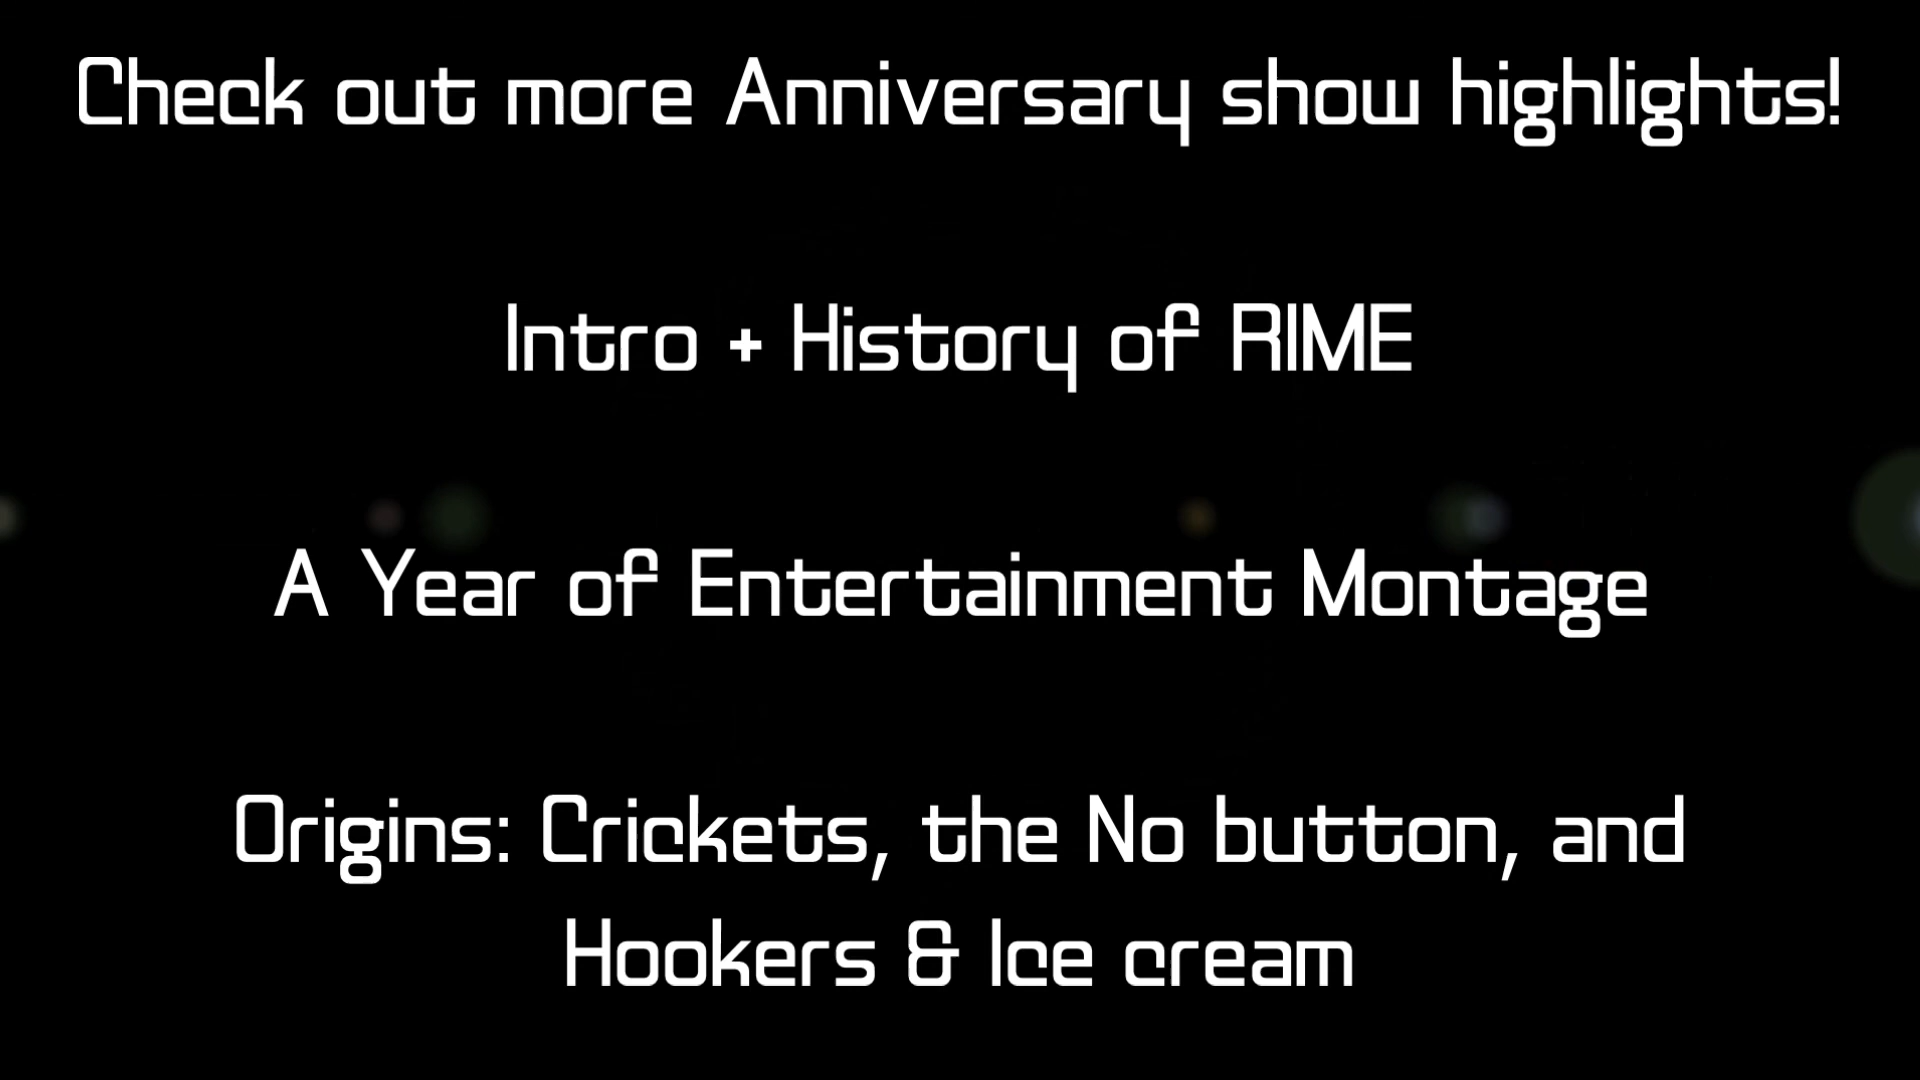 Check out more Anniversary show highlights!
Intro + History of RIME
A Year of Entertainment Montage
Origins: Crickets, the No button, and
Hookers & Ice cream